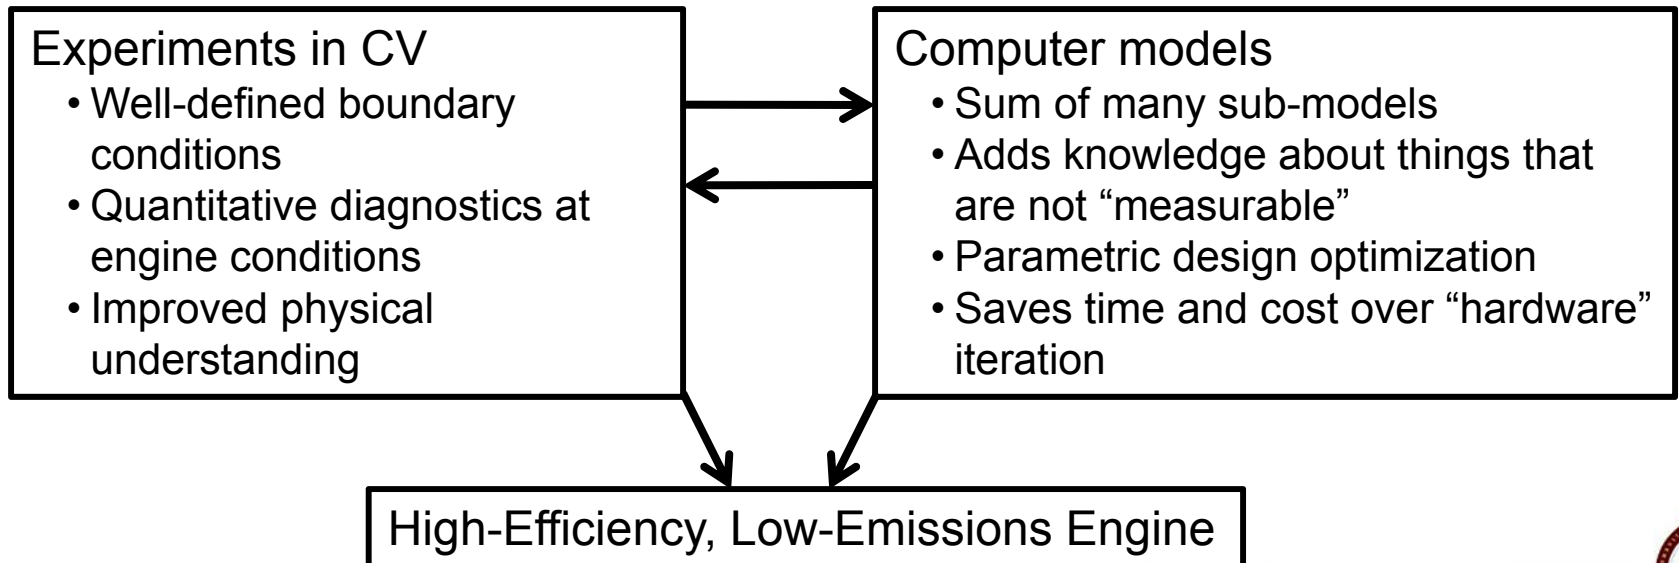 Experiments in CV
• Well-defined boundary
conditions
• Quantitative diagnostics at
engine conditions
• Improved physical
understanding
Computer models
• Sum of many sub-models
• Adds knowledge about things that
are not “measurable”
• Parametric design optimization
• Saves time and cost over “hardware”
iteration
High-Efficiency, Low-Emissions Engine